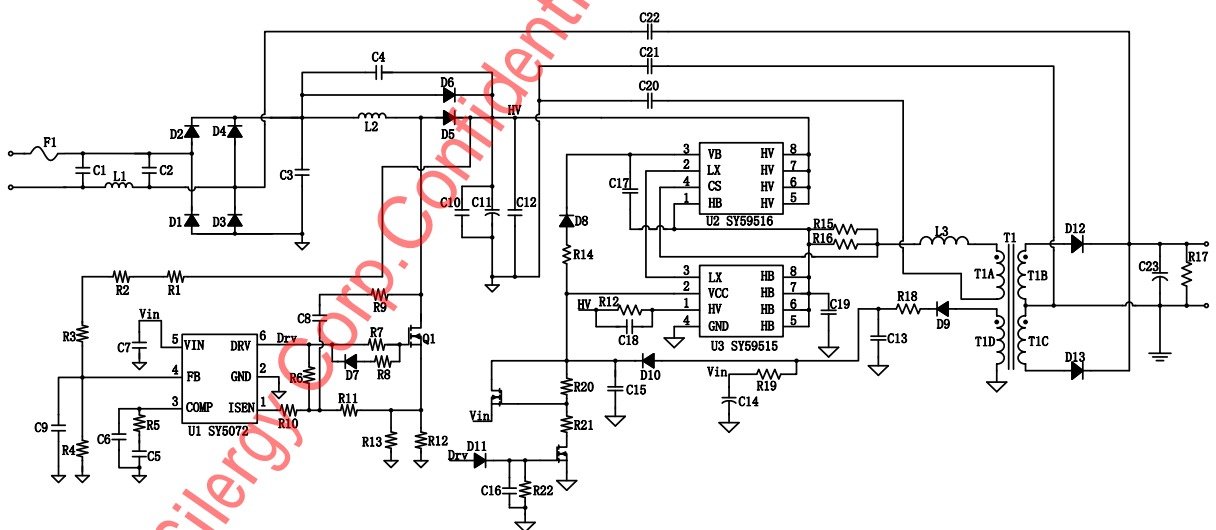 C22
C21
C20
C4
D6
HV
D5
L2
F1
D2
D4
C1
C2
L1
C3
D1
D3
C10
C11
C12
C17
3
VB
HV
8
2
LX
HV
7
4
CS
HV
6
1
HB
HV
5
U2 SY59516
D8
R14
R15
R16
L3
T1
D12
T1A
T1B
C23
R17
3
LX
HB
8
2
VCC
HB
7
1
HV
HB
6
4
GND
HB
5
U3 SY59515
HV
R12
C18
C19
R18
D9
C13
T1D
T1C
D13
R2
R1
R9
C8
R3
Vin
C7
5
VIN
DRV
6
Drv
R7
Q1
GND
2
D7
R8
4
FB
R6
3
COMP
ISEN
1
R10
R11
U1 SY5072
C9
R4
C6
R5
C5
R13
R12
D10
C15
R20
R21
Vin
Vin
R19
C14
D11
Drv
C16
R22
Silergy Corp. Confidenti